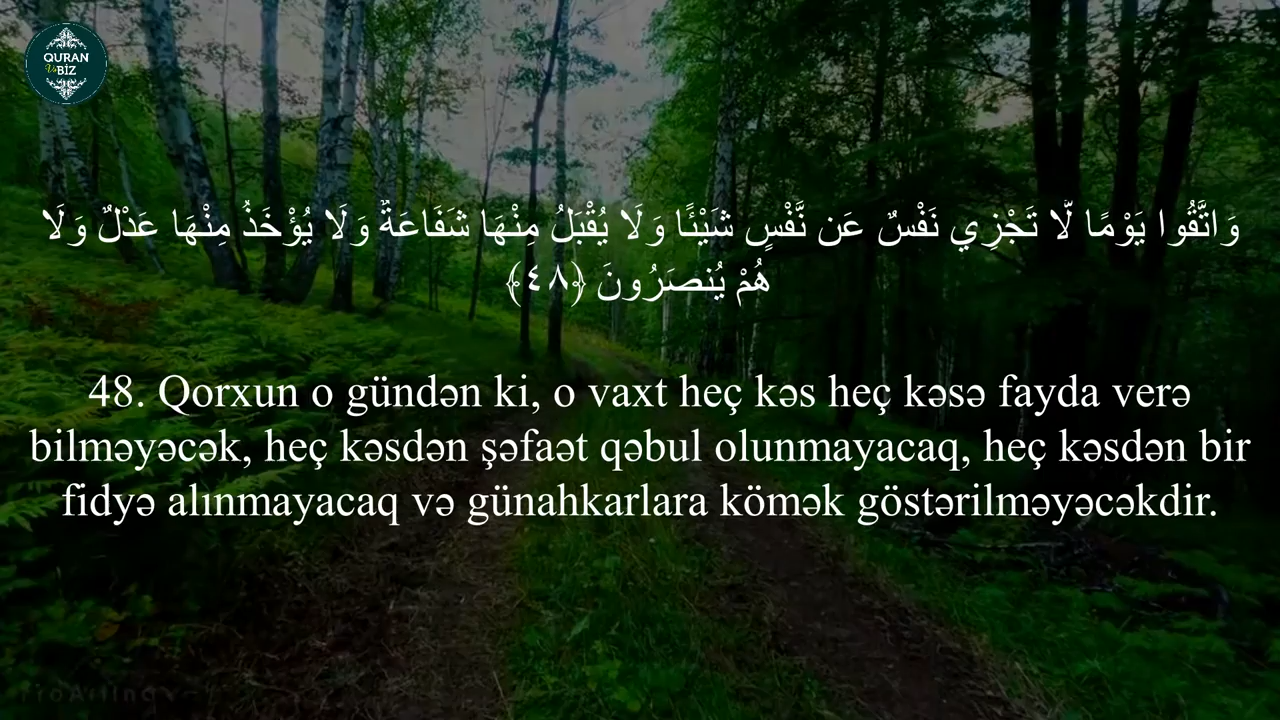 QURAN
Və
BİZ
وَاتَّقُوا يَوْمًا لَّا تَجْزِي نَفْسٌ عَن نَّفْسٍ شَيْئًا وَلَا يُقْبَلُ مِنْهَا شَفَاعَةٌ وَلَا يُؤْخَذُ مِنْهَا عَدْلٌ وَلَا
هُمْ يُنصَرُونَ ﴿٤٨﴾
48. Qorxun o gündən ki, o vaxt heç kəs heç kəsə fayda verə
bilməyəcək, heç kəsdən şəfaət qəbul olunmayacaq, heç kəsdən bir
fidyə alınmayacaq və günahkarlara kömək göstərilməyəcəkdir.